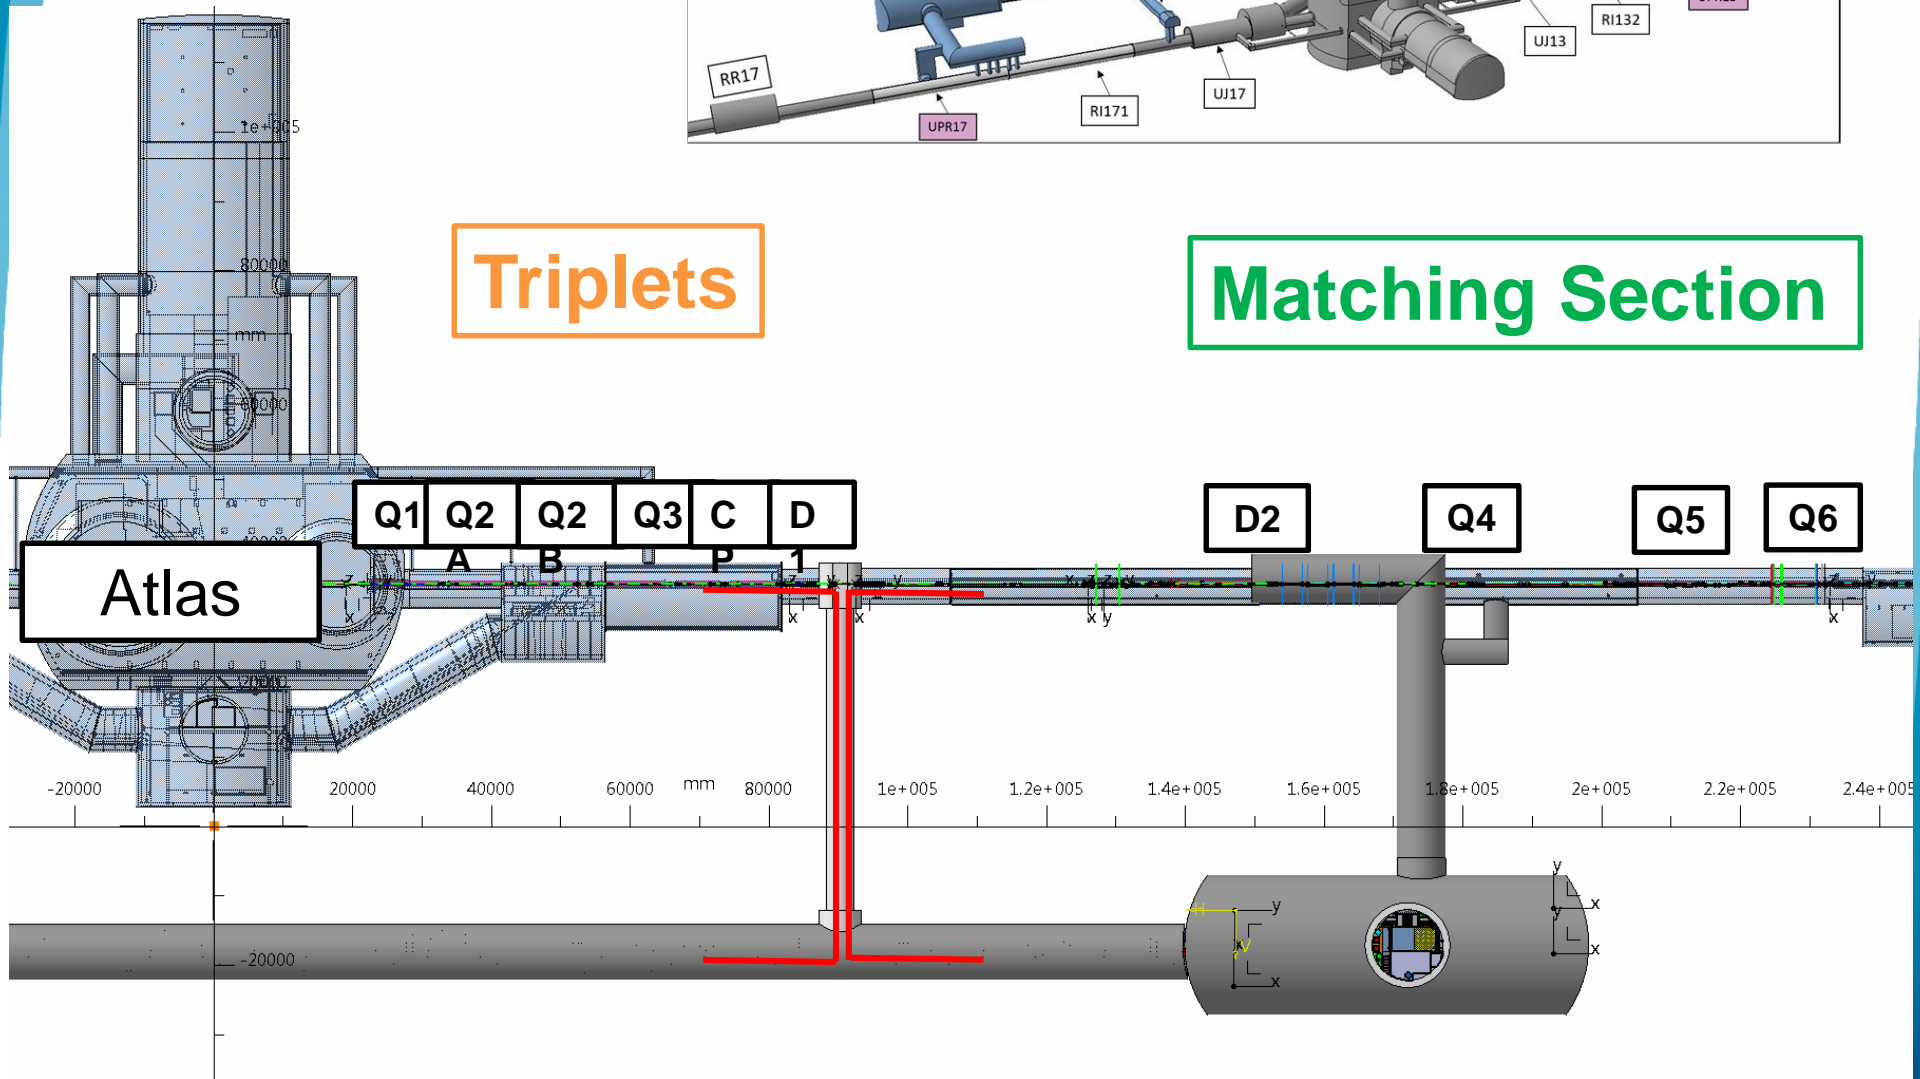 RI132
UJ13
RR17
UJ17
RI171
UPR17
1e+005
80000
mm
60000
Triplets
Matching Section
Q1
Q2
A
Q2
B
Q3
C
P
D
1
D2
Q4
Q5
Q6
Atlas
-20000
20000
40000
60000
mm
80000
1e+005
1.2e+005
1.4e+005
1.6e+005
1.8e+005
2e+005
2.2e+005
2.4e+005
-20000
z
x
x
x
x y
x
y
x
y
x
y
x